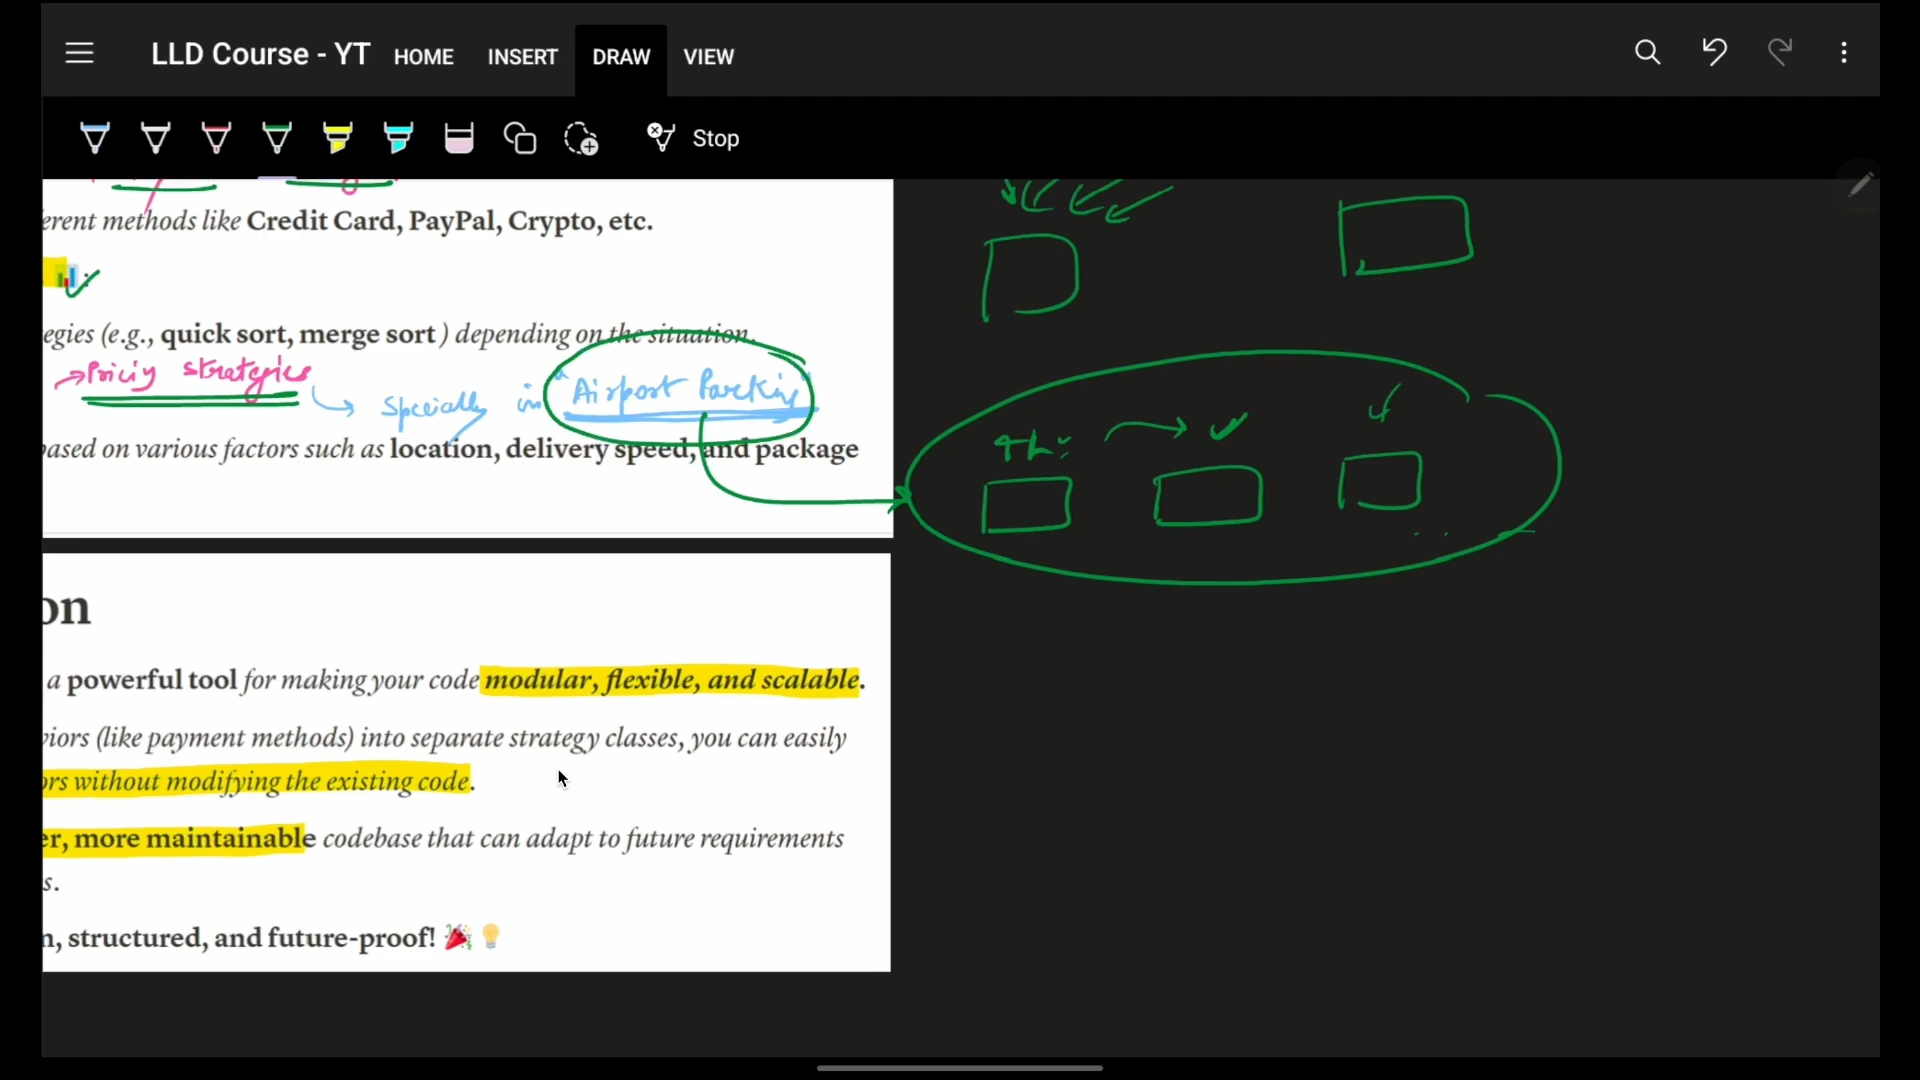 LLD Course - YT HOME INSERT DRAW VIEW
Stop
erent methods like Credit Card, PayPal, Crypto, etc.
:
egies (e.g., quick sort, merge sort ) depending on the situation.
→ Priciy strategies
Specially in "Airport Parking"
ased on various factors such as location, delivery speed, and package
on
a powerful tool for making your code modular, flexible, and scalable.
iors (like payment methods) into separate strategy classes, you can easily
ors without modifying the existing code.
er, more maintainable codebase that can adapt to future requirements
s.
n, structured, and future-proof! 🎉💡